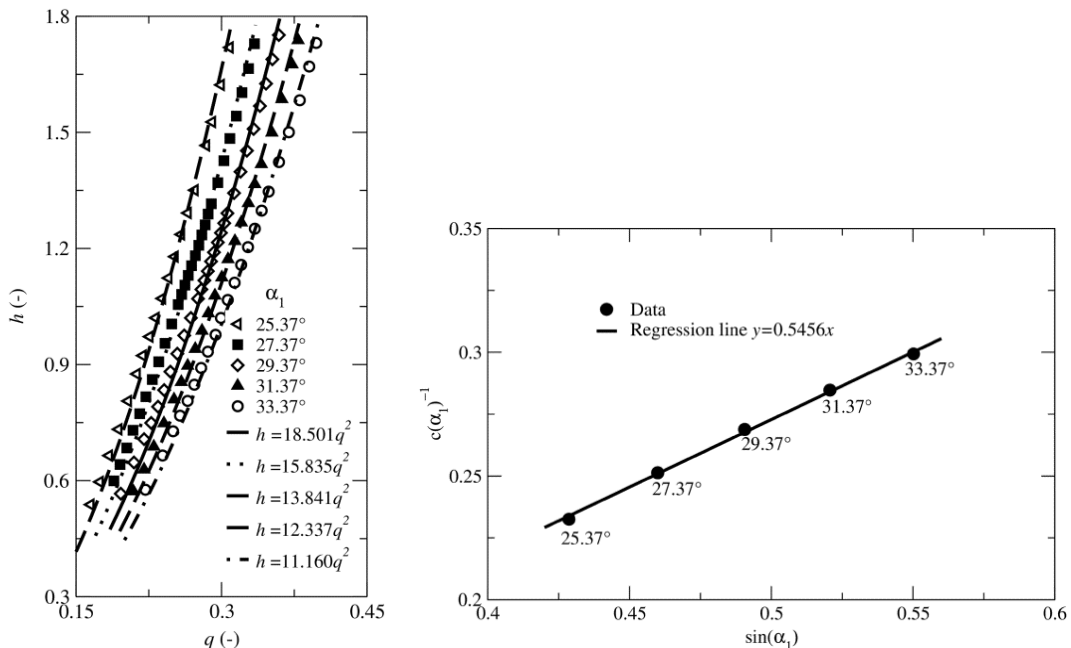 1.8
1.5
1.2
0.9
0.6
0.3
h (-)
0.15
0.3
0.45
q (-)
α₁
25.37°
27.37°
29.37°
31.37°
33.37°
h =18.501q²
h =15.835q²
h =13.841q²
h =12.337q²
h =11.160q²
0.35
0.3
0.25
0.2
c(α₁)⁻¹
Data
Regression line y=0.5456x
33.37°
31.37°
29.37°
27.37°
25.37°
0.4
0.45
0.5
0.55
0.6
sin(α₁)